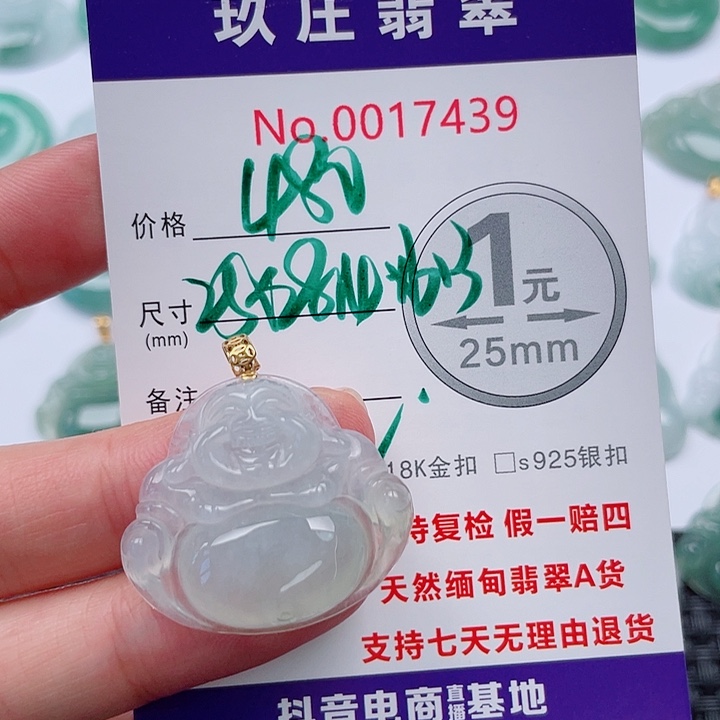 玖庄翡翠
No.0017439
价格 480
尺寸
(mm)
1元
25mm
备注
18K金扣 □s925银扣
持复检 假一赔四
天然缅甸翡翠A货
支持七天无理由退货
抖音电商直播基地